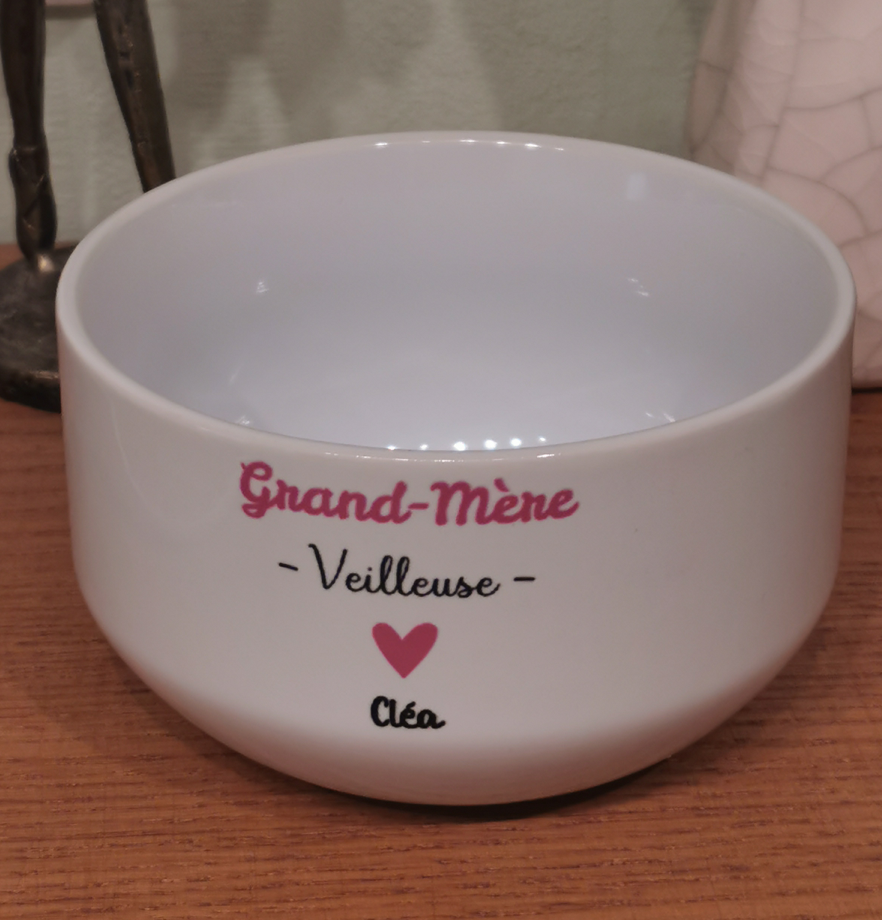 Grand-Mère
- Veilleuse -
Cléa